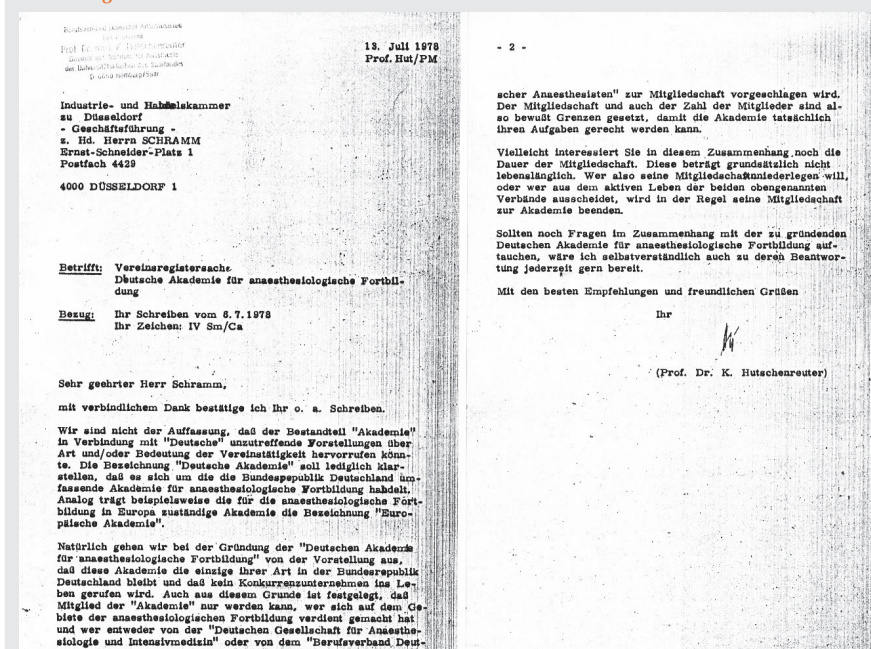 Prof. Dr.
13. Juli 1978
Prof. Hut/PM
Industrie- und Handelskammer
zu Düsseldorf
- Geschäftsführung -
z. Hd. Herrn SCHRAMM
Ernst-Schneider-Platz 1
Postfach 4429
4000 DÜSSELDORF 1
Betrifft: Vereinsregistersache
Deutsche Akademie für anaesthesiologische Fortbil-
dung
Bezug: Ihr Schreiben vom 6.7.1978
Ihr Zeichen: IV Sm/Ca
Sehr geehrter Herr Schramm,
mit verbindlichem Dank bestätige ich Ihr o. a. Schreiben.
Wir sind nicht der Auffassung, daß der Bestandteil "Akademie"
in Verbindung mit "Deutsche" unzutreffende Vorstellungen über
Art und/oder Bedeutung der Vereinstätigkeit hervorrufen könn-
te. Die Bezeichnung "Deutsche Akademie" soll lediglich klar-
stellen, daß es sich um die die Bundespepublik Deutschland um-
fassende Akademie für anaesthesiologische Fortbildung handelt.
Analog trägt beispielsweise die für die anaesthesiologische Fort-
bildung in Europa zuständige Akademie die Bezeichnung "Euro-
päische Akademie".
Natürlich gehen wir bei der Gründung der "Deutschen Akademie
für anaesthesiologische Fortbildung" von der Vorstellung aus,
daß diese Akademie die einzige ihrer Art in der Bundesrepublik
Deutschland bleibt und daß kein Konkurrenzunternehmen ins Le-
ben gerufen wird. Auch aus diesem Grunde ist festgelegt, daß
Mitglied der "Akademie" nur werden kann, wer sich auf dem Ge-
biete der anaesthesiologischen Fortbildung verdient gemacht hat
und wer entweder von der "Deutschen Gesellschaft für Anaesthe-
siologie und Intensivmedizin" oder von dem "Berufsverband Deut-
- 2 -
scher Anaesthesisten" zur Mitgliedschaft vorgeschlagen wird.
Der Mitgliedschaft und auch der Zahl der Mitglieder sind al-
so bewußt Grenzen gesetzt, damit die Akademie tatsächlich
ihren Aufgaben gerecht werden kann.
Vielleicht interessiert Sie in diesem Zusammenhang noch die
Dauer der Mitgliedschaft. Diese beträgt grundsätzlich nicht
lebenslänglich. Wer also seine Mitgliedschaftniederlegen will,
oder wer aus dem aktiven Leben der beiden obengenannten
Verbände ausscheidet, wird in der Regel seine Mitgliedschaft
zur Akademie beenden.
Sollten noch Fragen im Zusammenhang mit der zu gründenden
Deutschen Akademie für anaesthesiologische Fortbildung auf-
tauchen, wäre ich selbstverständlich auch zu deren Beantwor-
tung jederzeit gern bereit.
Mit den besten Empfehlungen und freundlichen Grüßen
Ihr
(Prof. Dr. K. Hutschenreuter)